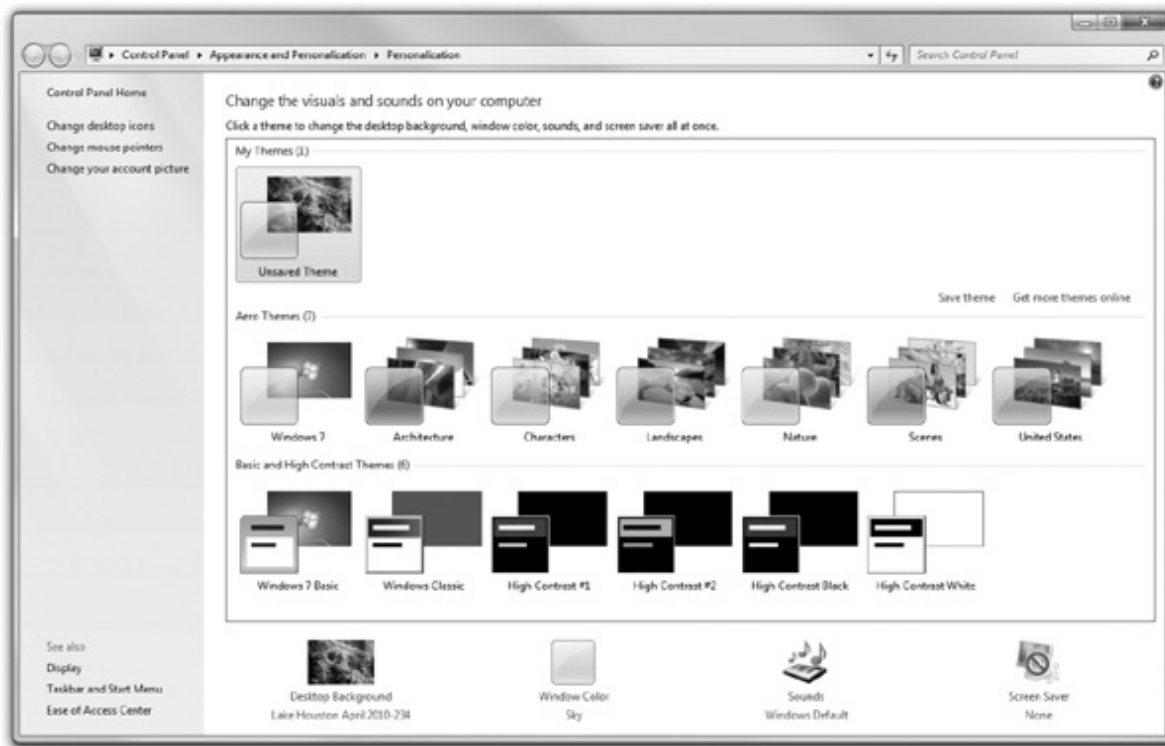 Control Panel ▸ Appearance and Personalization ▸ Personalization
Search Control Panel
Control Panel Home
Change desktop icons
Change mouse pointers
Change your account picture
See also
Display
Taskbar and Start Menu
Ease of Access Center
Change the visuals and sounds on your computer
Click a theme to change the desktop background, window color, sounds, and screen saver all at once.
My Themes (1)
Unsaved Theme
Save theme Get more themes online
Aero Themes (7)
Windows 7 Architecture Characters Landscapes Nature Scenes United States
Basic and High Contrast Themes (6)
Windows 7 Basic Windows Classic High Contrast #1 High Contrast #2 High Contrast Black High Contrast White
Desktop Background Window Color Sounds Screen Saver
Lake Houston April 2010-234 Sky Windows Default None